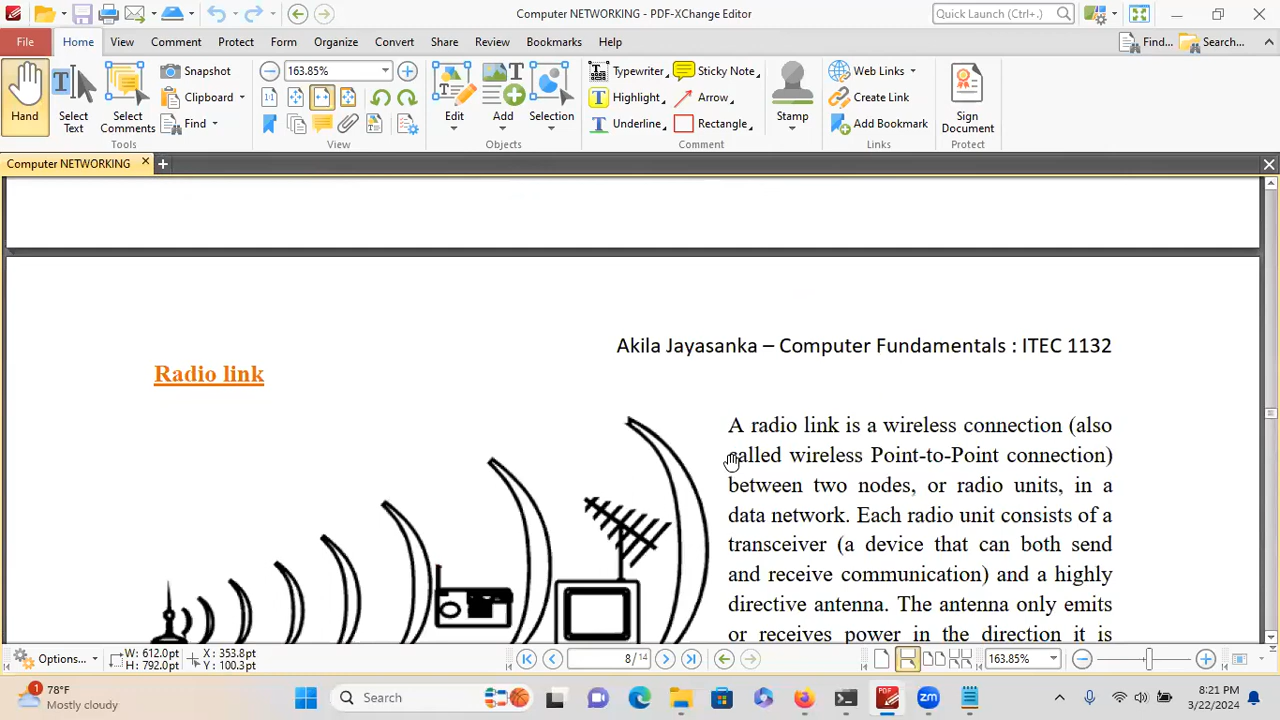 Computer NETWORKING - PDF-XChange Editor
Quick Launch (Ctrl+.)
File Home View Comment Protect Form Organize Convert Share Review Bookmarks Help
Find... Search...
Hand
Select Text
Select Comments
Snapshot
Clipboard
Find
Tools
163.85%
View
Edit
Add
Selection
Objects
Typewriter
Highlight
Underline
Sticky Note
Arrow
Rectangle
Stamp
Comment
Web Links
Create Link
Add Bookmark
Links
Sign Document
Protect
Computer NETWORKING
Akila Jayasanka – Computer Fundamentals : ITEC 1132
Radio link
A radio link is a wireless connection (also
called wireless Point-to-Point connection)
between two nodes, or radio units, in a
data network. Each radio unit consists of a
transceiver (a device that can both send
and receive communication) and a highly
directive antenna. The antenna only emits
or receives power in the direction it is
Options... W: 612.0pt X: 353.8pt
H: 792.0pt Y: 100.3pt
8/14
163.85%
1
78°F
Mostly cloudy
Search
8:21 PM
3/22/2024